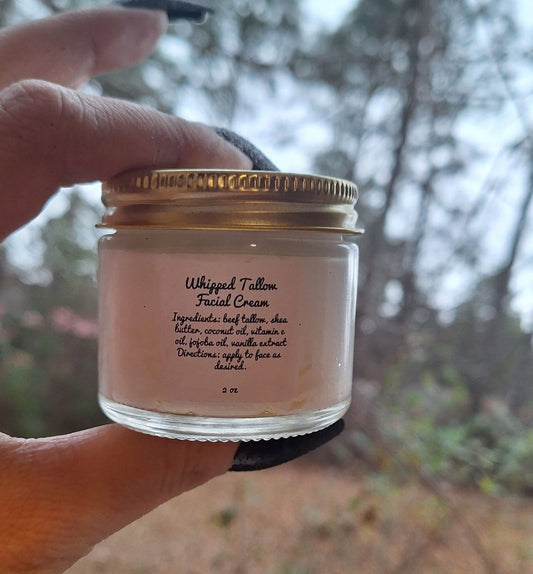 Whipped Tallow
Facial Cream
Ingredients: beef tallow, shea
butter, coconut oil, vitamin e
oil, jojoba oil, vanilla extract
Directions: apply to face as
desired.
2 oz